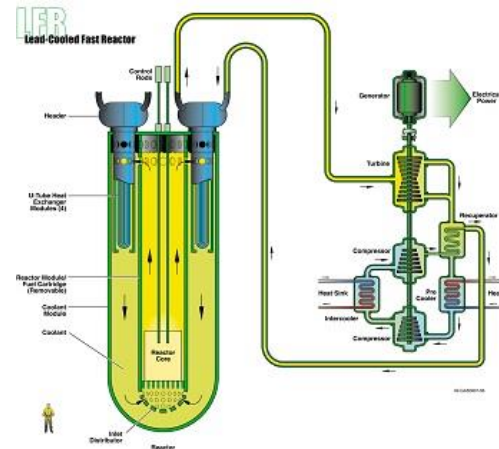 LFR
Lead-Cooled Fast Reactor
Control
Rods
Header
U-Tube Heat
Exchanger
Modules (4)
Reactor Module/
Fuel Cartridge
(Removable)
Coolant
Module
Coolant
Reactor
Core
Inlet
Distributor
Reactor
Generator
Electrical
Power
Turbine
Recuperator
Compressor
Heat Sink
Intercooler
Compressor
Pre
Cooler
Hea